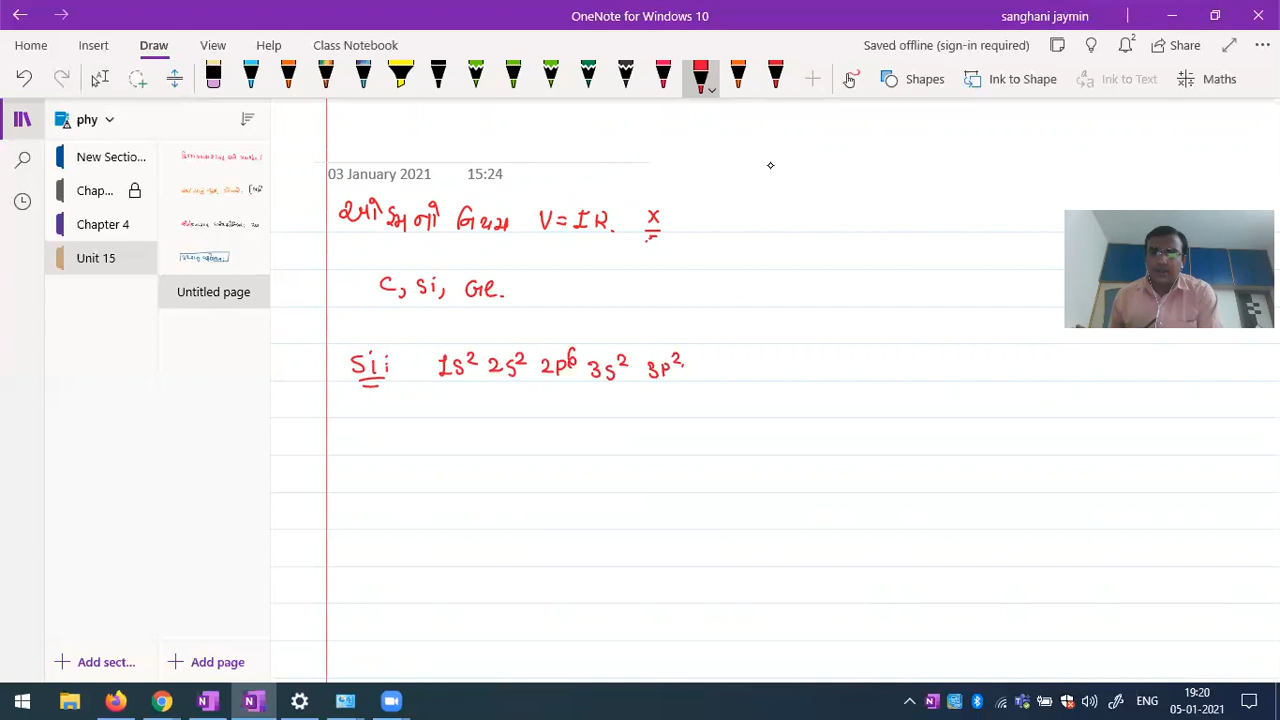 OneNote for Windows 10
sanghani jaymin
Home Insert Draw View Help Class Notebook
Saved offline (sign-in required)
Share
Shapes Ink to Shape Ink to Text Maths
phy
New Sectio...
Chap...
Chapter 4
Unit 15
Untitled page
03 January 2021 15:24
ઓમનો નિયમ V = IR. x
C, Si, Ge.
Si: 1s² 2s² 2p⁶ 3s² 3p².
Add sect...
Add page
ENG
19:20
05-01-2021